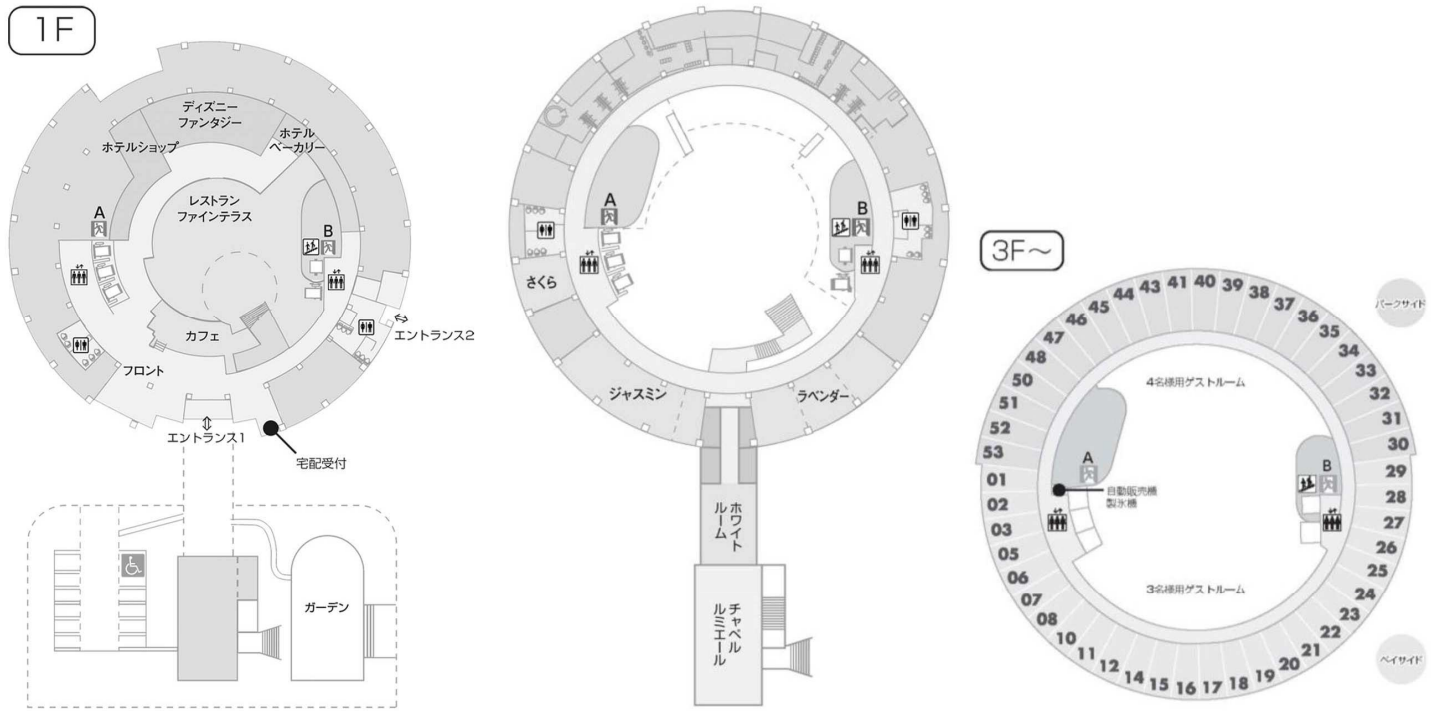 1F
ディズニー
ファンタジー
ホテル
ベーカリー
ホテルショップ
レストラン
ファインテラス
A
B
カフェ
フロント
エントランス2
エントランス1
宅配受付
ガーデン
A
B
さくら
ジャスミン
ラベンダー
ホワイト
ルーム
チャペル
ルミエール
3F～
パークサイド
40
41
43
44
45
46
47
48
50
51
52
53
39
38
37
36
35
34
33
32
31
30
4名様用ゲストルーム
A
B
自動販売機
製氷機
3名様用ゲストルーム
01
02
03
05
06
07
08
10
11
12
14
15
16
17
18
19
20
21
22
23
24
25
26
27
28
29
ベイサイド